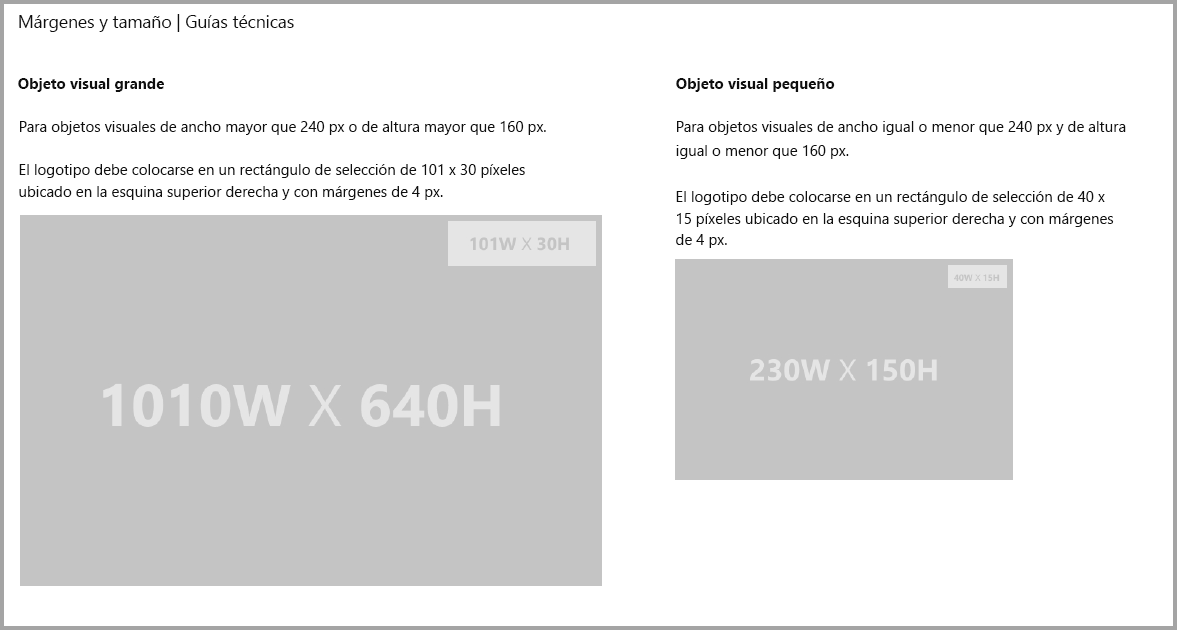 Márgenes y tamaño | Guías técnicas
Objeto visual grande
Para objetos visuales de ancho mayor que 240 px o de altura mayor que 160 px.
El logotipo debe colocarse en un rectángulo de selección de 101 x 30 píxeles
ubicado en la esquina superior derecha y con márgenes de 4 px.
101W X 30H
1010W X 640H
Objeto visual pequeño
Para objetos visuales de ancho igual o menor que 240 px y de altura
igual o menor que 160 px.
El logotipo debe colocarse en un rectángulo de selección de 40 x
15 píxeles ubicado en la esquina superior derecha y con márgenes
de 4 px.
40W X 15H
230W X 150H